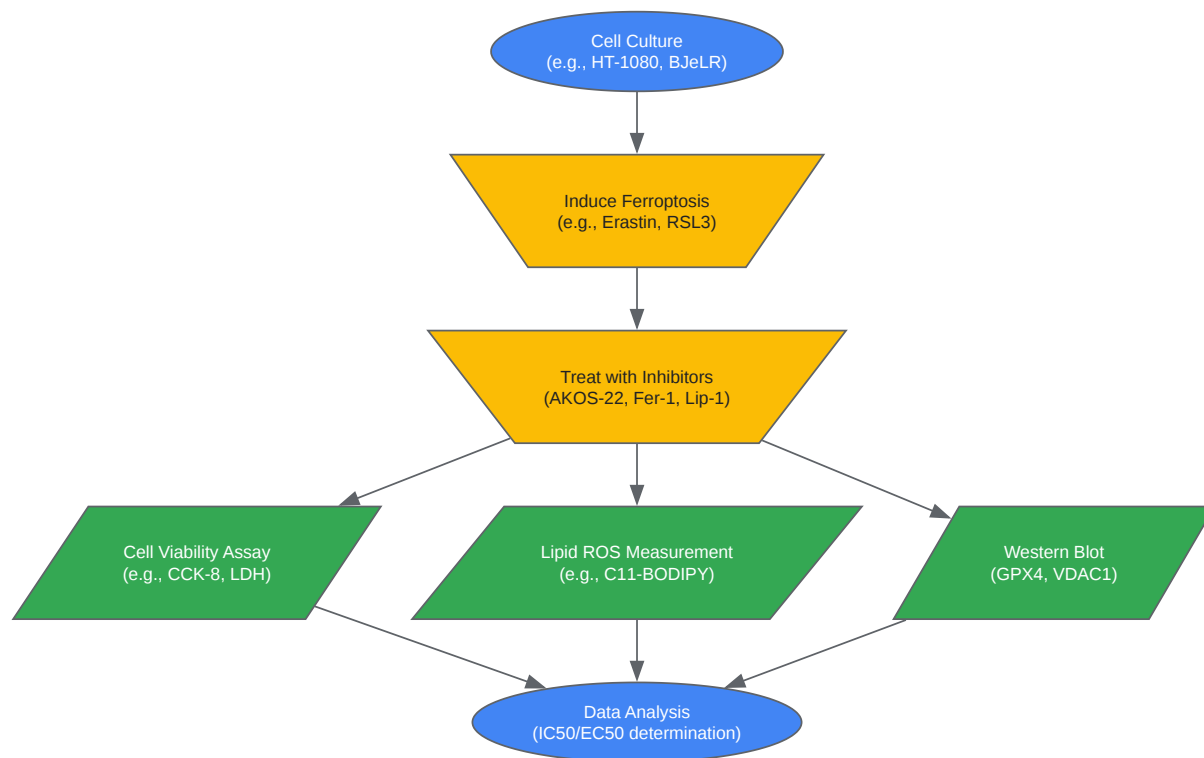 Cell Culture
(e.g., HT-1080, BJeLR)
Induce Ferroptosis
(e.g., Erastin, RSL3)
Treat with Inhibitors
(AKOS-22, Fer-1, Lip-1)
Cell Viability Assay
(e.g., CCK-8, LDH)
Lipid ROS Measurement
(e.g., C11-BODIPY)
Western Blot
(GPX4, VDAC1)
Data Analysis
(IC50/EC50 determination)